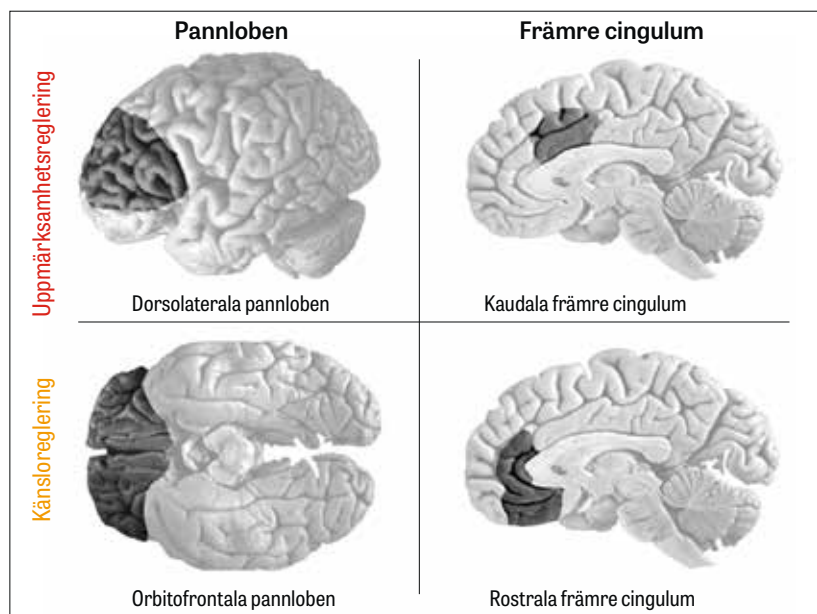 Pannloben
Främre cingulum
Uppmärksamhetsreglering
Dorsolaterala pannloben
Kaudala främre cingulum
Känsloreglering
Orbitofrontala pannloben
Rostrala främre cingulum